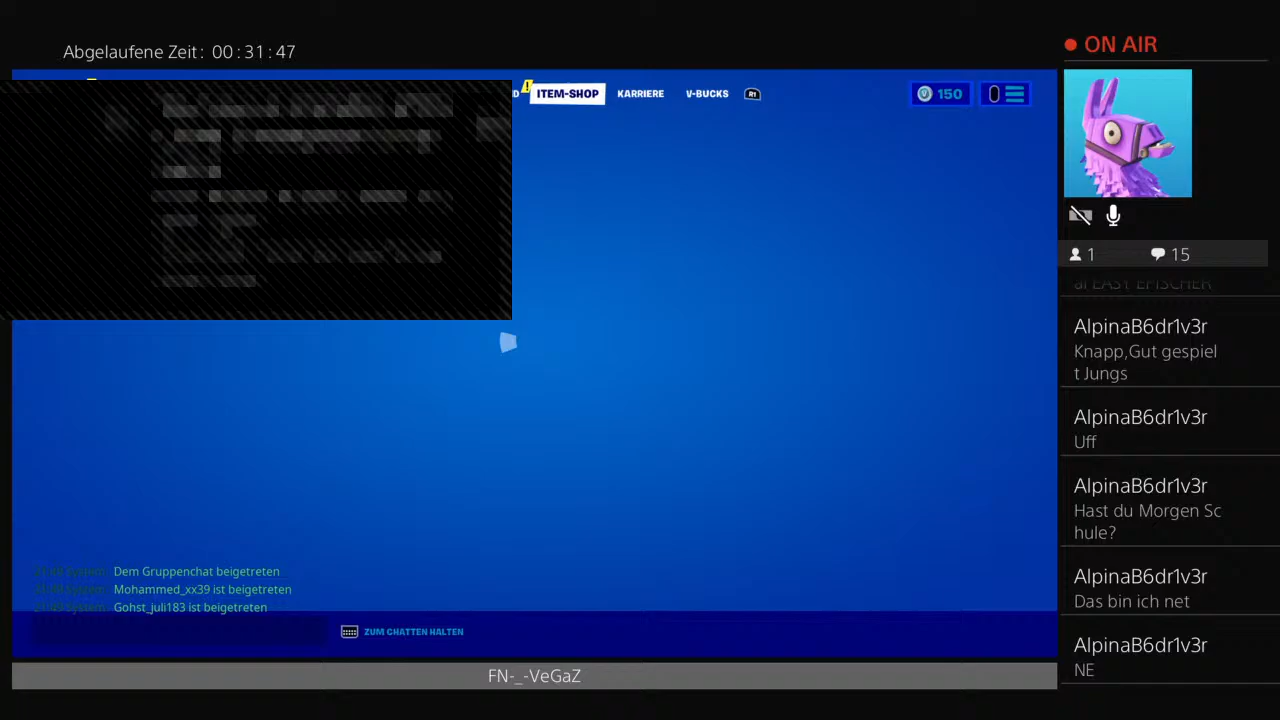 Abgelaufene Zeit: 00:31:47
ON AIR
ITEM-SHOP KARRIERE V-BUCKS R1 150
1 15
AlpinaB6dr1v3r
Knapp,Gut gespiel
t Jungs
AlpinaB6dr1v3r
Uff
AlpinaB6dr1v3r
Hast du Morgen Sc
hule?
AlpinaB6dr1v3r
Das bin ich net
AlpinaB6dr1v3r
NE
Dem Gruppenchat beigetreten
Mohammed_xx39 ist beigetreten
Gohst_juli183 ist beigetreten
ZUM CHATTEN HALTEN
FN-_-VeGaZ